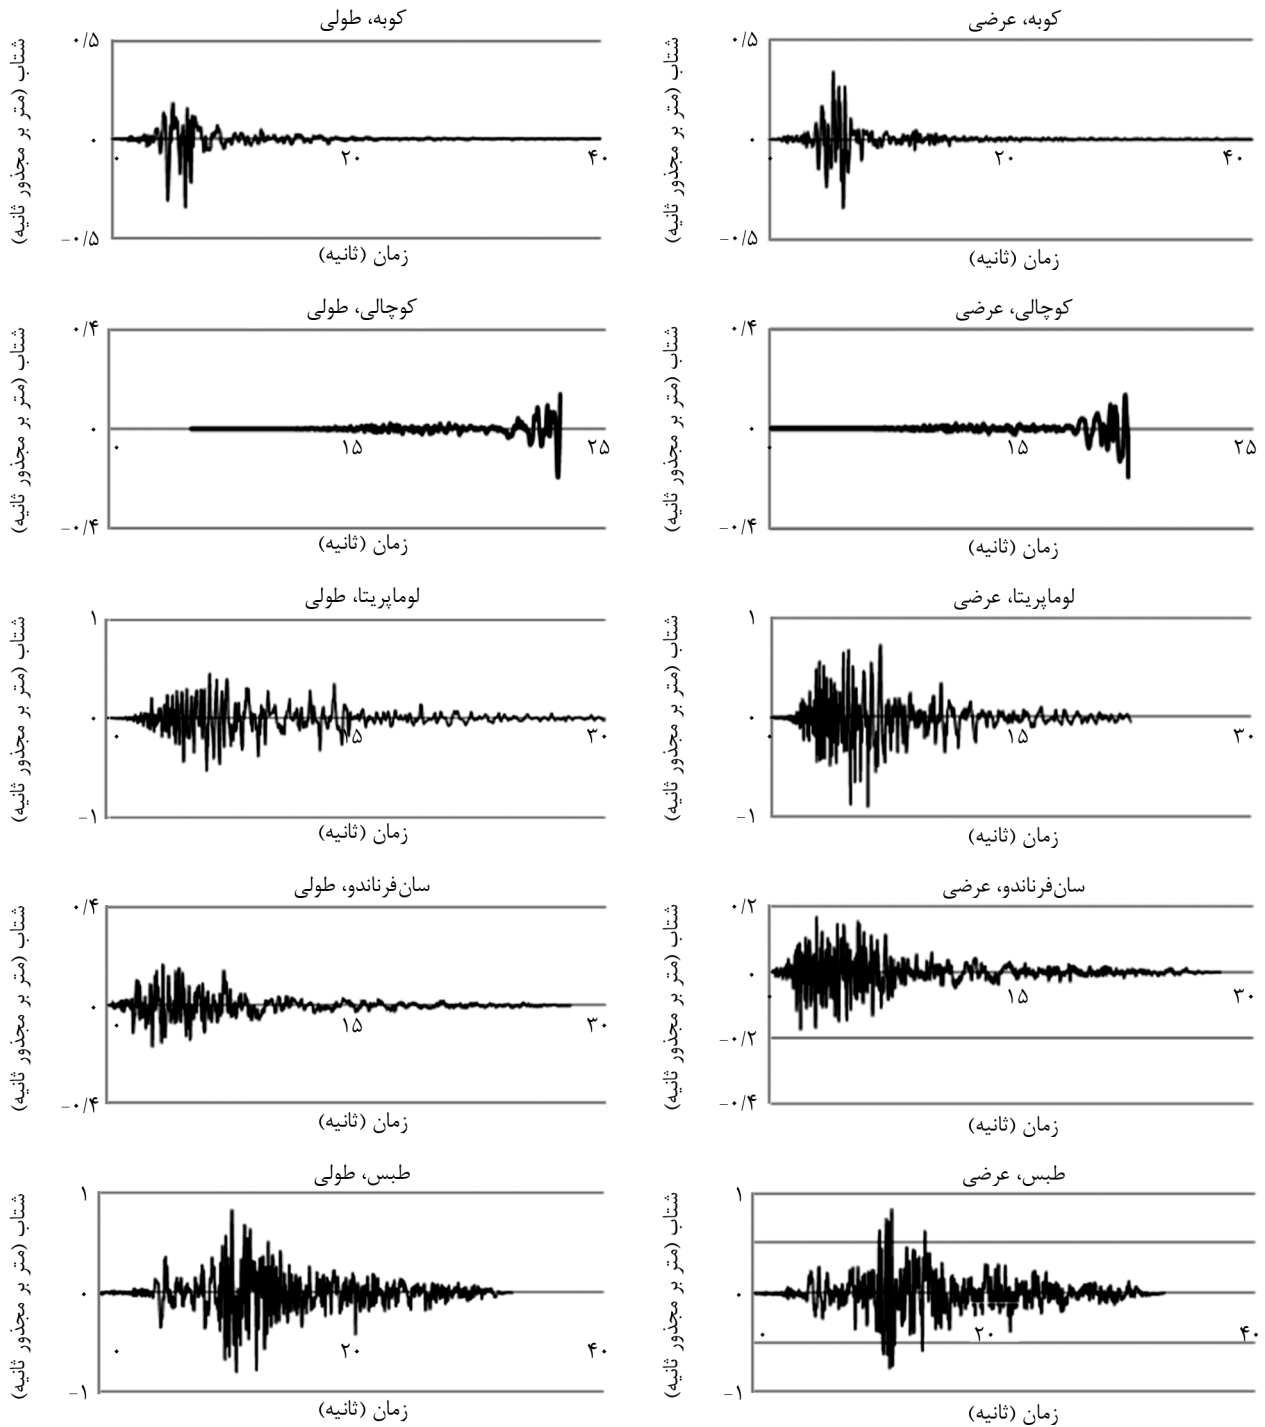 کوبه، طولی
شتاب (متر بر مجذور ثانیه)
۰/۵
۰
-۰/۵
۰ ۲۰ ۴۰
زمان (ثانیه)
کوبه، عرضی
شتاب (متر بر مجذور ثانیه)
۰/۵
۰
-۰/۵
۰ ۲۰ ۴۰
زمان (ثانیه)
کوچالی، طولی
شتاب (متر بر مجذور ثانیه)
۰/۴
۰
-۰/۴
۰ ۱۵ ۲۵
زمان (ثانیه)
کوچالی، عرضی
شتاب (متر بر مجذور ثانیه)
۰/۴
۰
-۰/۴
۰ ۱۵ ۲۵
زمان (ثانیه)
لوماپریتا، طولی
شتاب (متر بر مجذور ثانیه)
۱
۰
-۱
۰ ۱۵ ۳۰
زمان (ثانیه)
لوماپریتا، عرضی
شتاب (متر بر مجذور ثانیه)
۱
۰
-۱
۰ ۱۵ ۳۰
زمان (ثانیه)
سان‌فرناندو، طولی
شتاب (متر بر مجذور ثانیه)
۰/۴
۰
-۰/۴
۰ ۱۵ ۳۰
زمان (ثانیه)
سان‌فرناندو، عرضی
شتاب (متر بر مجذور ثانیه)
۰/۲
۰
-۰/۲
-۰/۴
۰ ۱۵ ۳۰
زمان (ثانیه)
طبس، طولی
شتاب (متر بر مجذور ثانیه)
۱
۰
-۱
۰ ۲۰ ۴۰
زمان (ثانیه)
طبس، عرضی
شتاب (متر بر مجذور ثانیه)
۱
۰
-۱
۰ ۲۰ ۴۰
زمان (ثانیه)